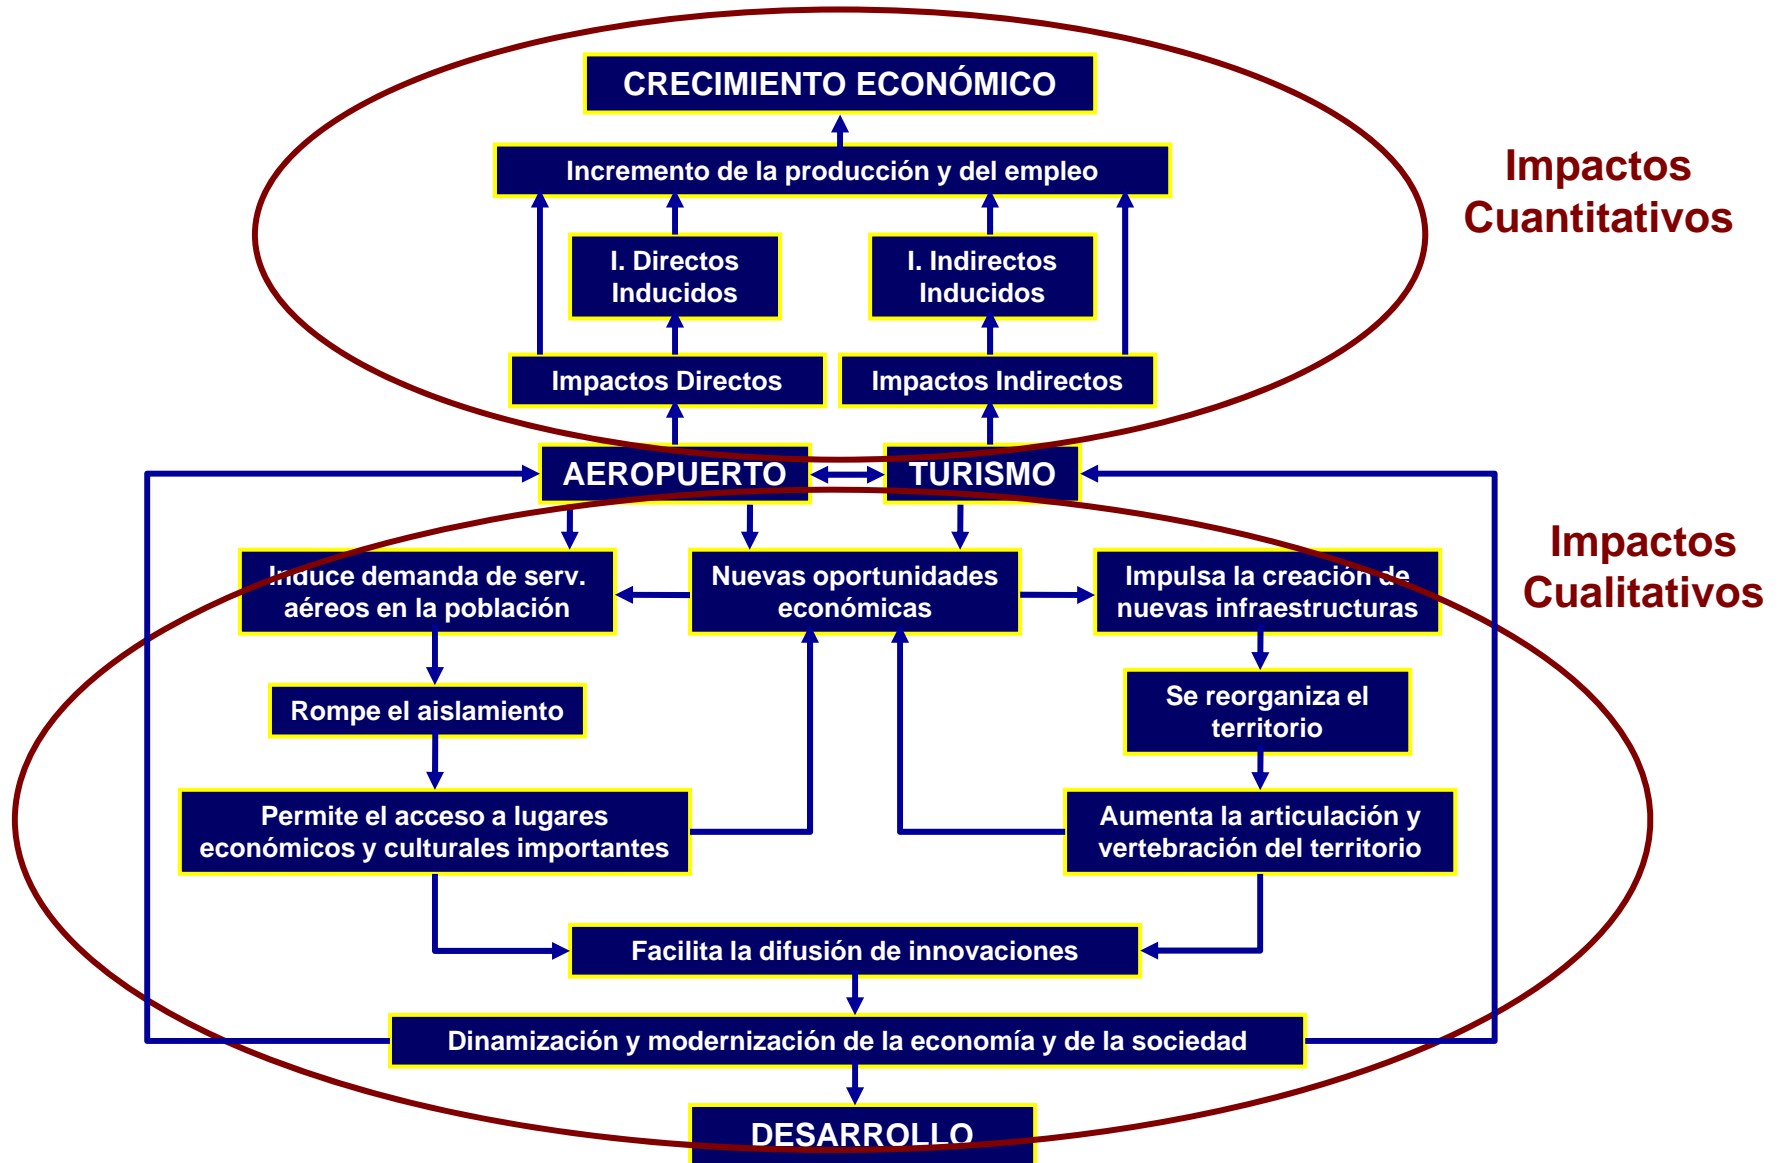 CRECIMIENTO ECONÓMICO
Incremento de la producción y del empleo
Impactos
Cuantitativos
I. Directos
Inducidos
I. Indirectos
Inducidos
Impactos Directos
Impactos Indirectos
AEROPUERTO
TURISMO
Impactos
Cualitativos
Induce demanda de serv.
aéreos en la población
Nuevas oportunidades
económicas
Impulsa la creación de
nuevas infraestructuras
Rompe el aislamiento
Se reorganiza el
territorio
Permite el acceso a lugares
económicos y culturales importantes
Aumenta la articulación y
vertebración del territorio
Facilita la difusión de innovaciones
Dinamización y modernización de la economía y de la sociedad
DESARROLLO